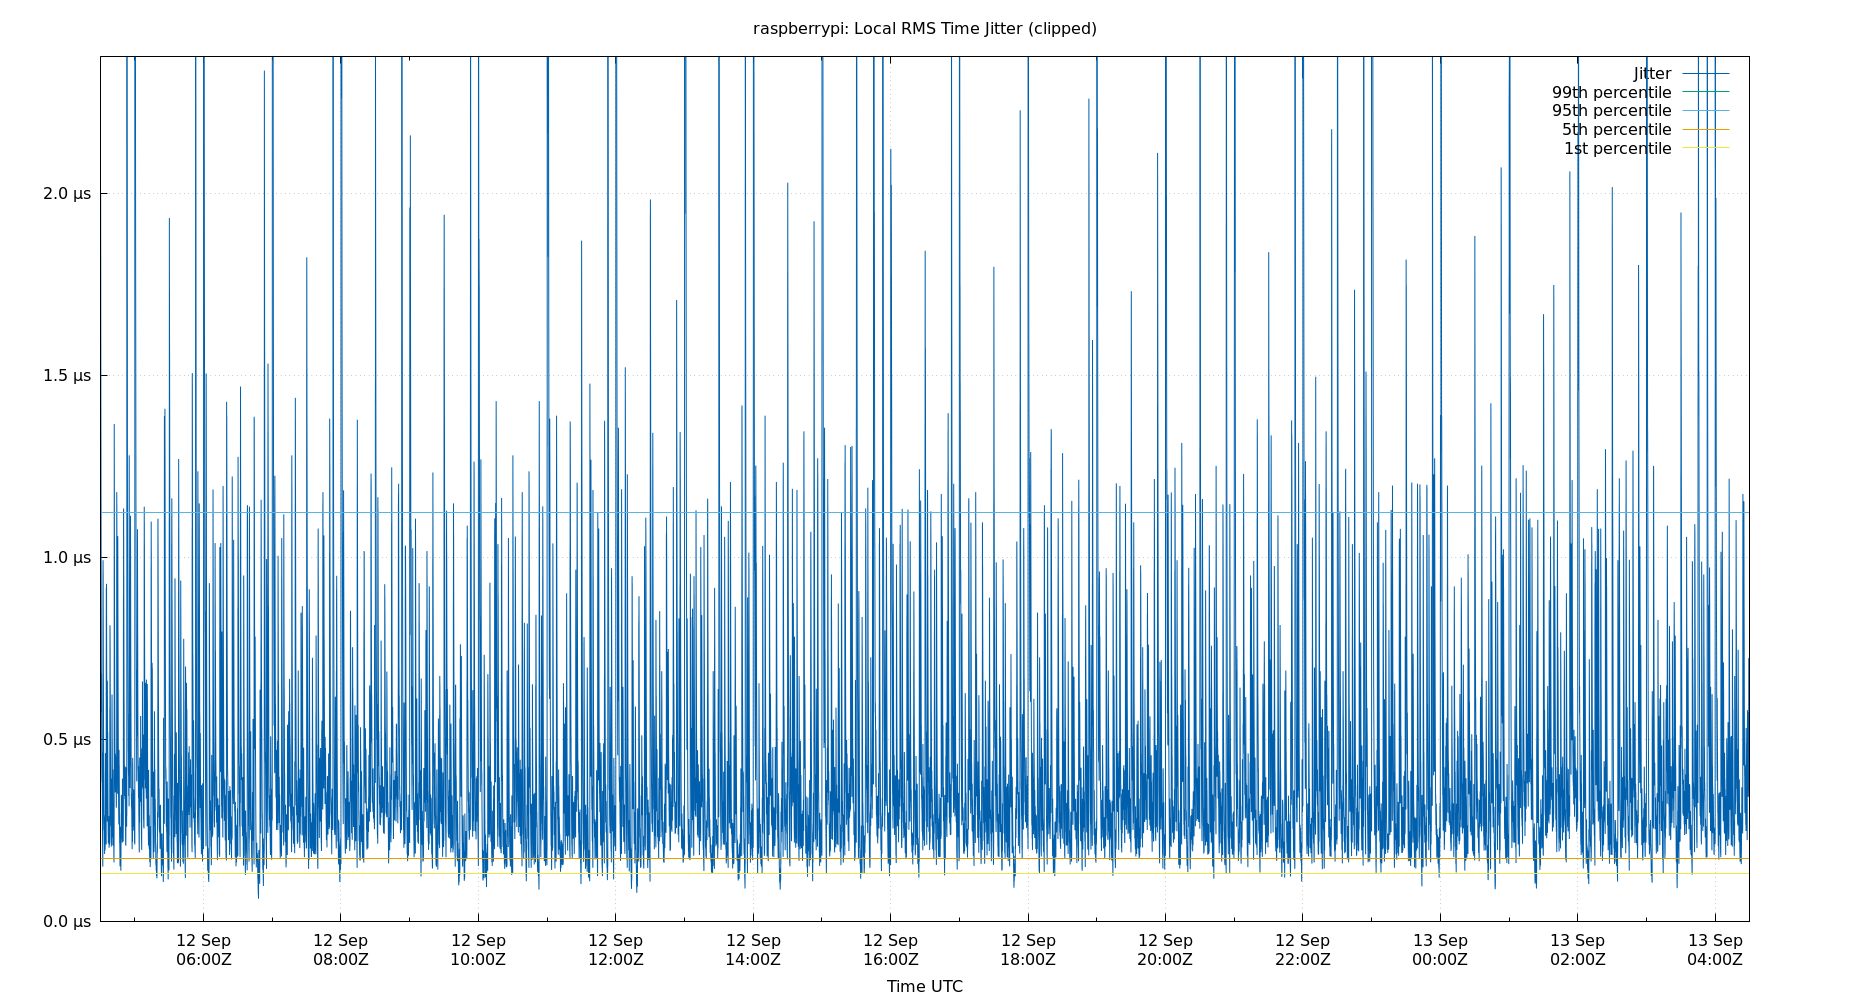 raspberrypi: Local RMS Time Jitter (clipped)
Jitter
99th percentile
95th percentile
5th percentile
1st percentile
2.0 µs
1.5 µs
1.0 µs
0.5 µs
0.0 µs
12 Sep 12 Sep 12 Sep 12 Sep 12 Sep 12 Sep 12 Sep 12 Sep 12 Sep 13 Sep 13 Sep 13 Sep
06:00Z 08:00Z 10:00Z 12:00Z 14:00Z 16:00Z 18:00Z 20:00Z 22:00Z 00:00Z 02:00Z 04:00Z
Time UTC